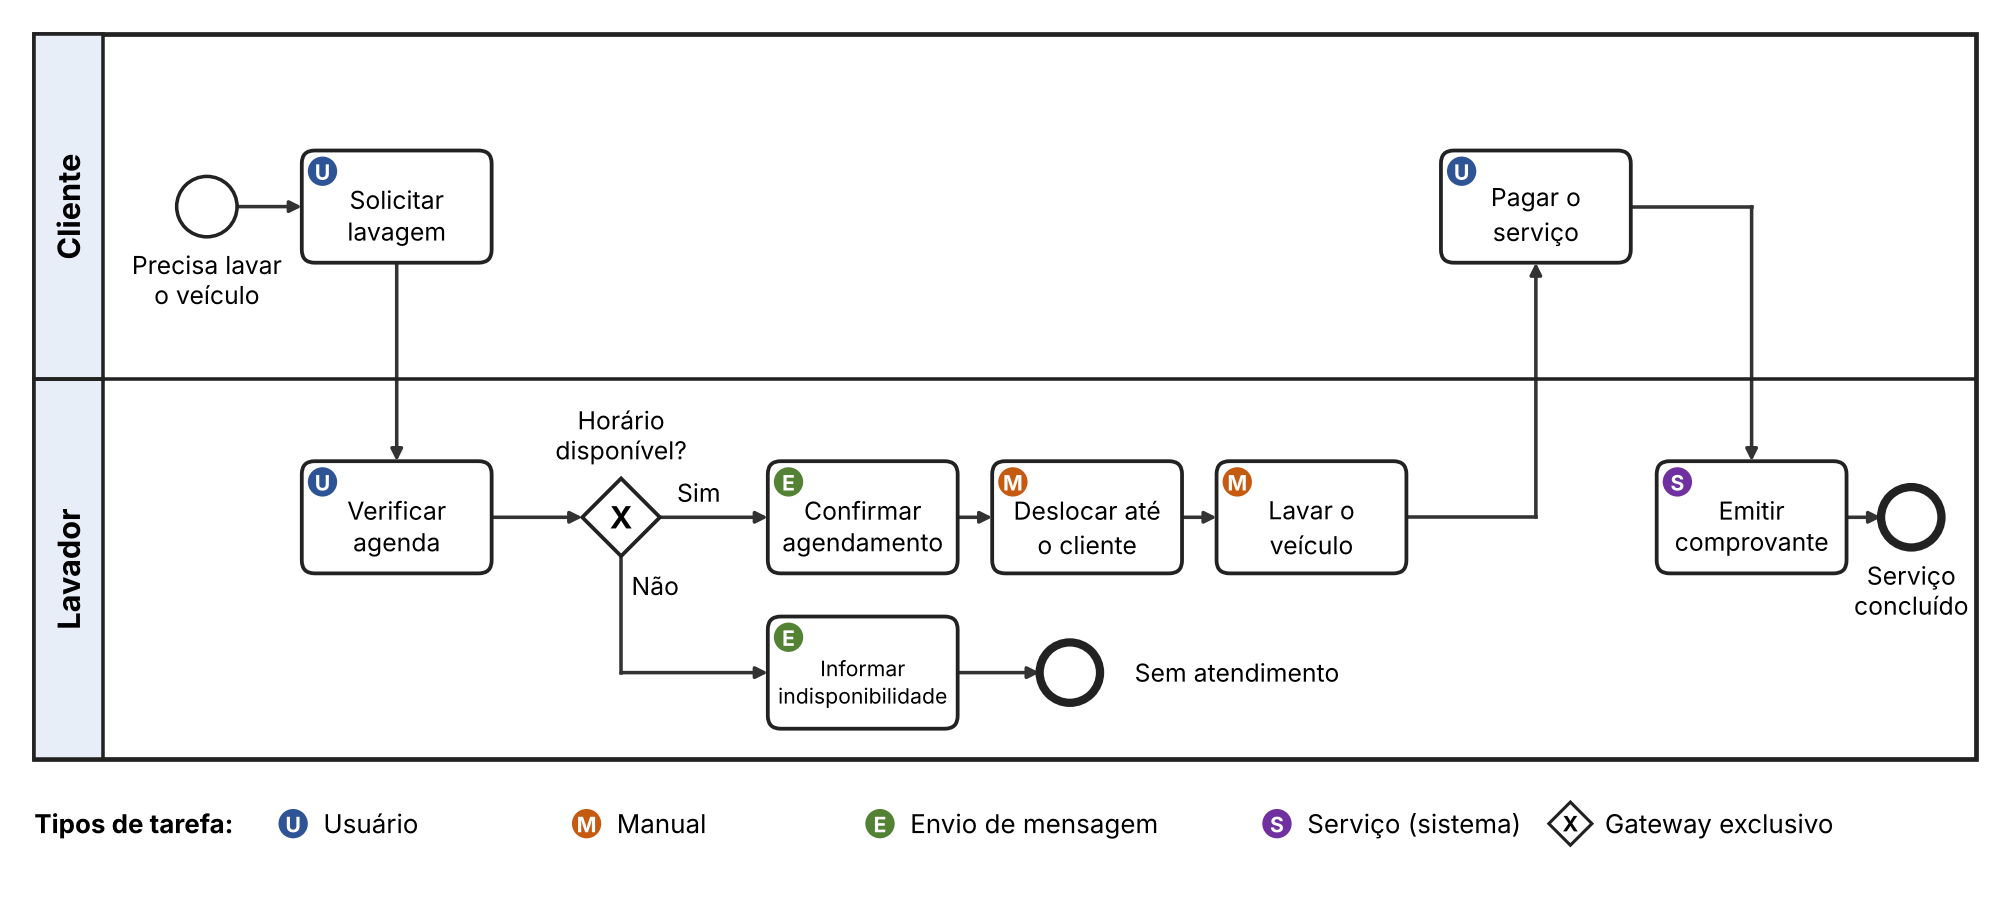 Cliente
U
Solicitar
lavagem
Precisa lavar
o veículo
U
Pagar o
serviço
Lavador
U
Verificar
agenda
Horário
disponível?
X
Sim
Não
E
Confirmar
agendamento
M
Deslocar até
o cliente
M
Lavar o
veículo
S
Emitir
comprovante
Serviço
concluído
E
Informar
indisponibilidade
Sem atendimento
Tipos de tarefa:
U Usuário
M Manual
E Envio de mensagem
S Serviço (sistema)
X Gateway exclusivo